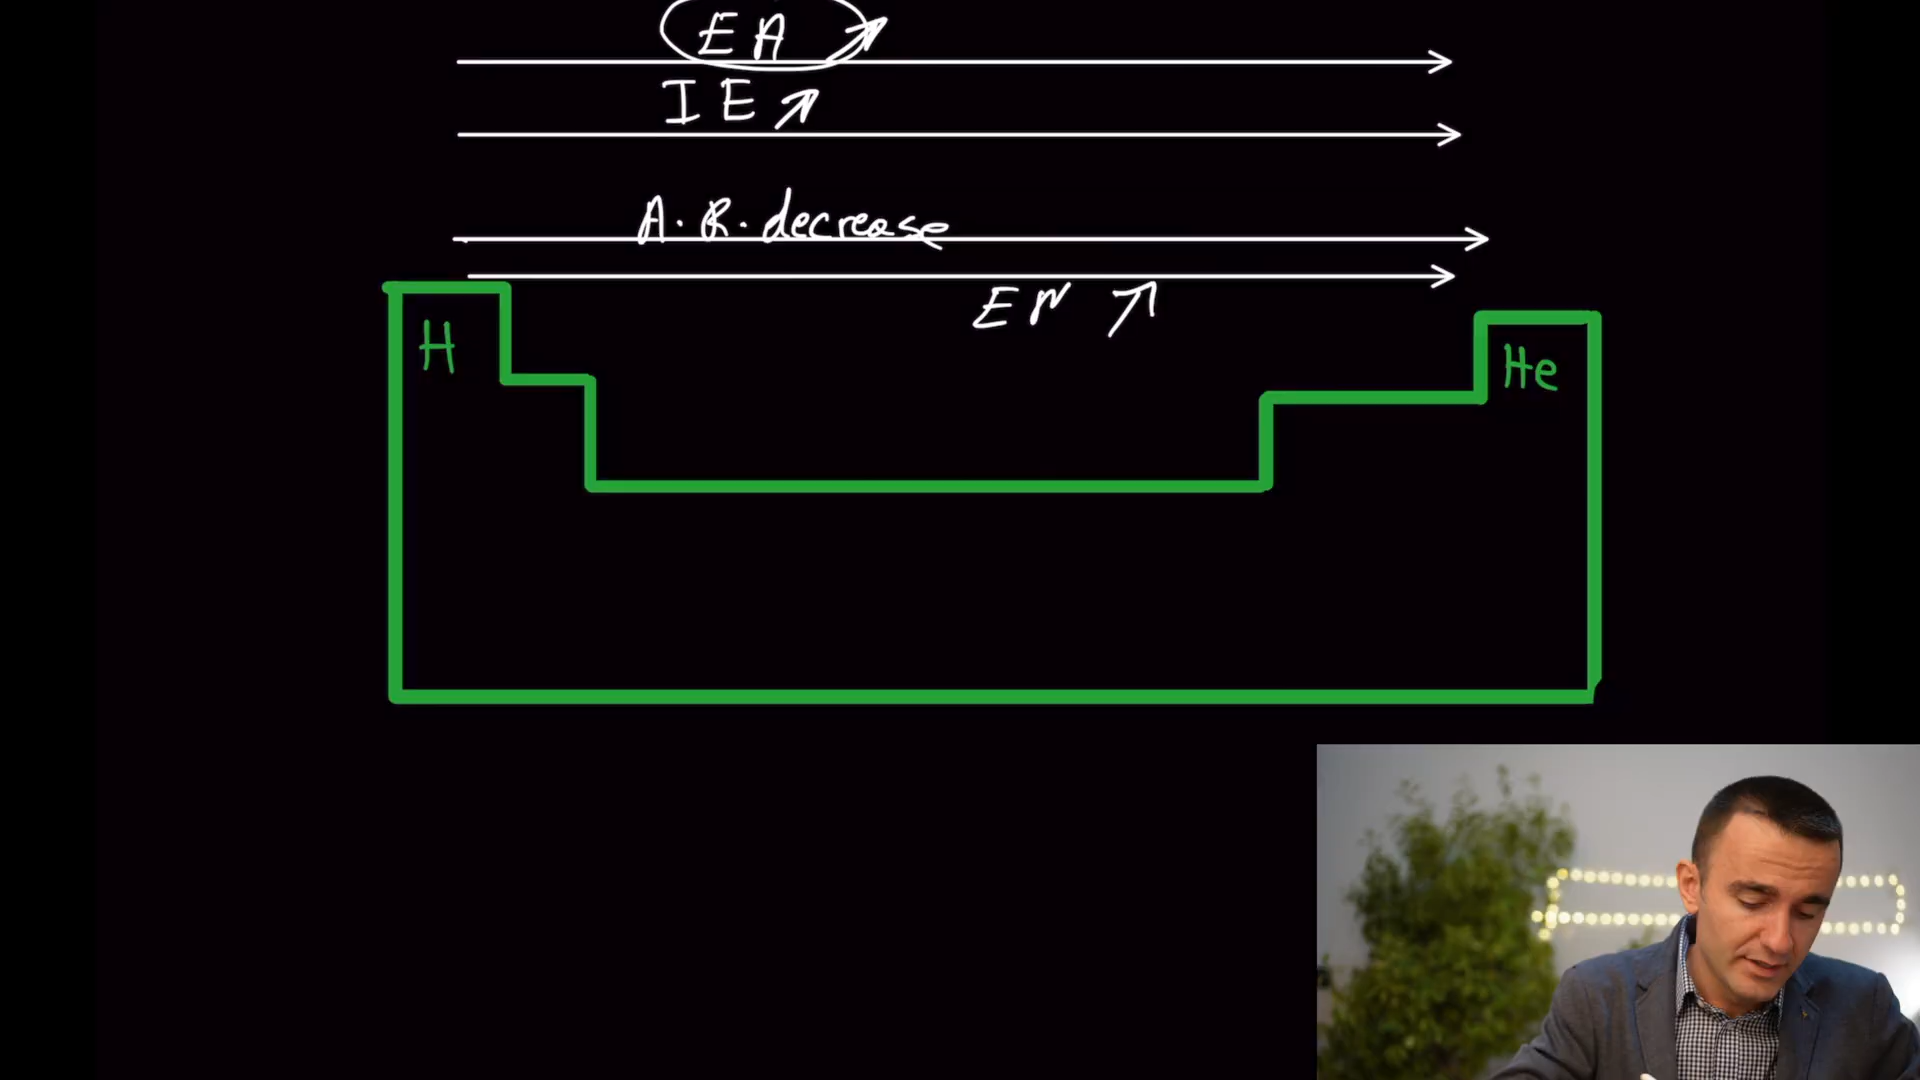 EA ↗
IE ↗
A.R. decrease
EN ↗
H
He